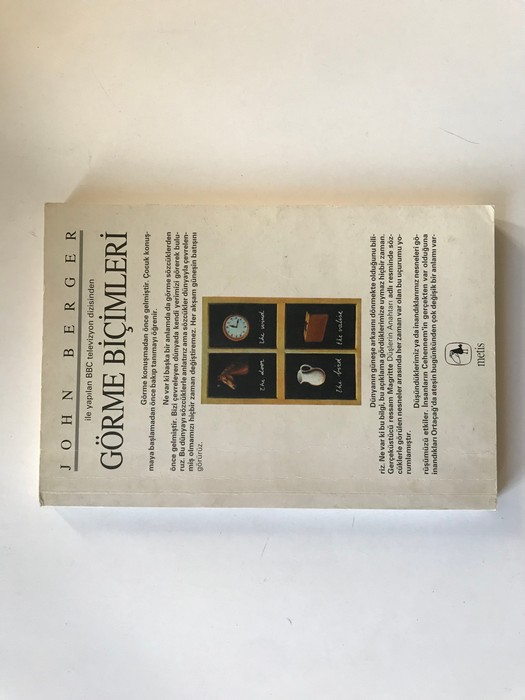 JOHN BERGER
ile yapılan BBC televizyon dizisinden
GÖRME BİÇİMLERİ
Görme konuşmadan önce gelmiştir. Çocuk konuş-
maya başlamadan önce bakıp tanımayı öğrenir.
Ne var ki başka bir anlamda da görme sözcüklerden
önce gelmiştir. Bizi çevreleyen dünyada kendi yerimizi görerek bulu-
ruz. Bu dünyayı sözcüklerle anlatırız ama sözcükler dünyayla çevrelen-
miş olmamızı hiçbir zaman değiştiremez. Her akşam güneşin batışını
görürüz.
the door
the wind
the bird
the valise
Dünyanın güneşe arkasını dönmekte olduğunu bili-
riz. Ne var ki bu bilgi, bu açıklama gördüklerimize uymaz hiçbir zaman.
Gerçeküstücü ressam Magritte Düşlerin Anahtarı adlı resminde söz-
cüklerle görülen nesneler arasında her zaman var olan bu uçurumu yo-
rumlamıştır.
Düşündüklerimiz ya da inandıklarımız nesneleri gö-
rüşümüzü etkiler. İnsanların Cehennem'in gerçekten var olduğuna
inandıkları Ortaçağ'da ateşin bugünkünden çok değişik bir anlamı var-
metis